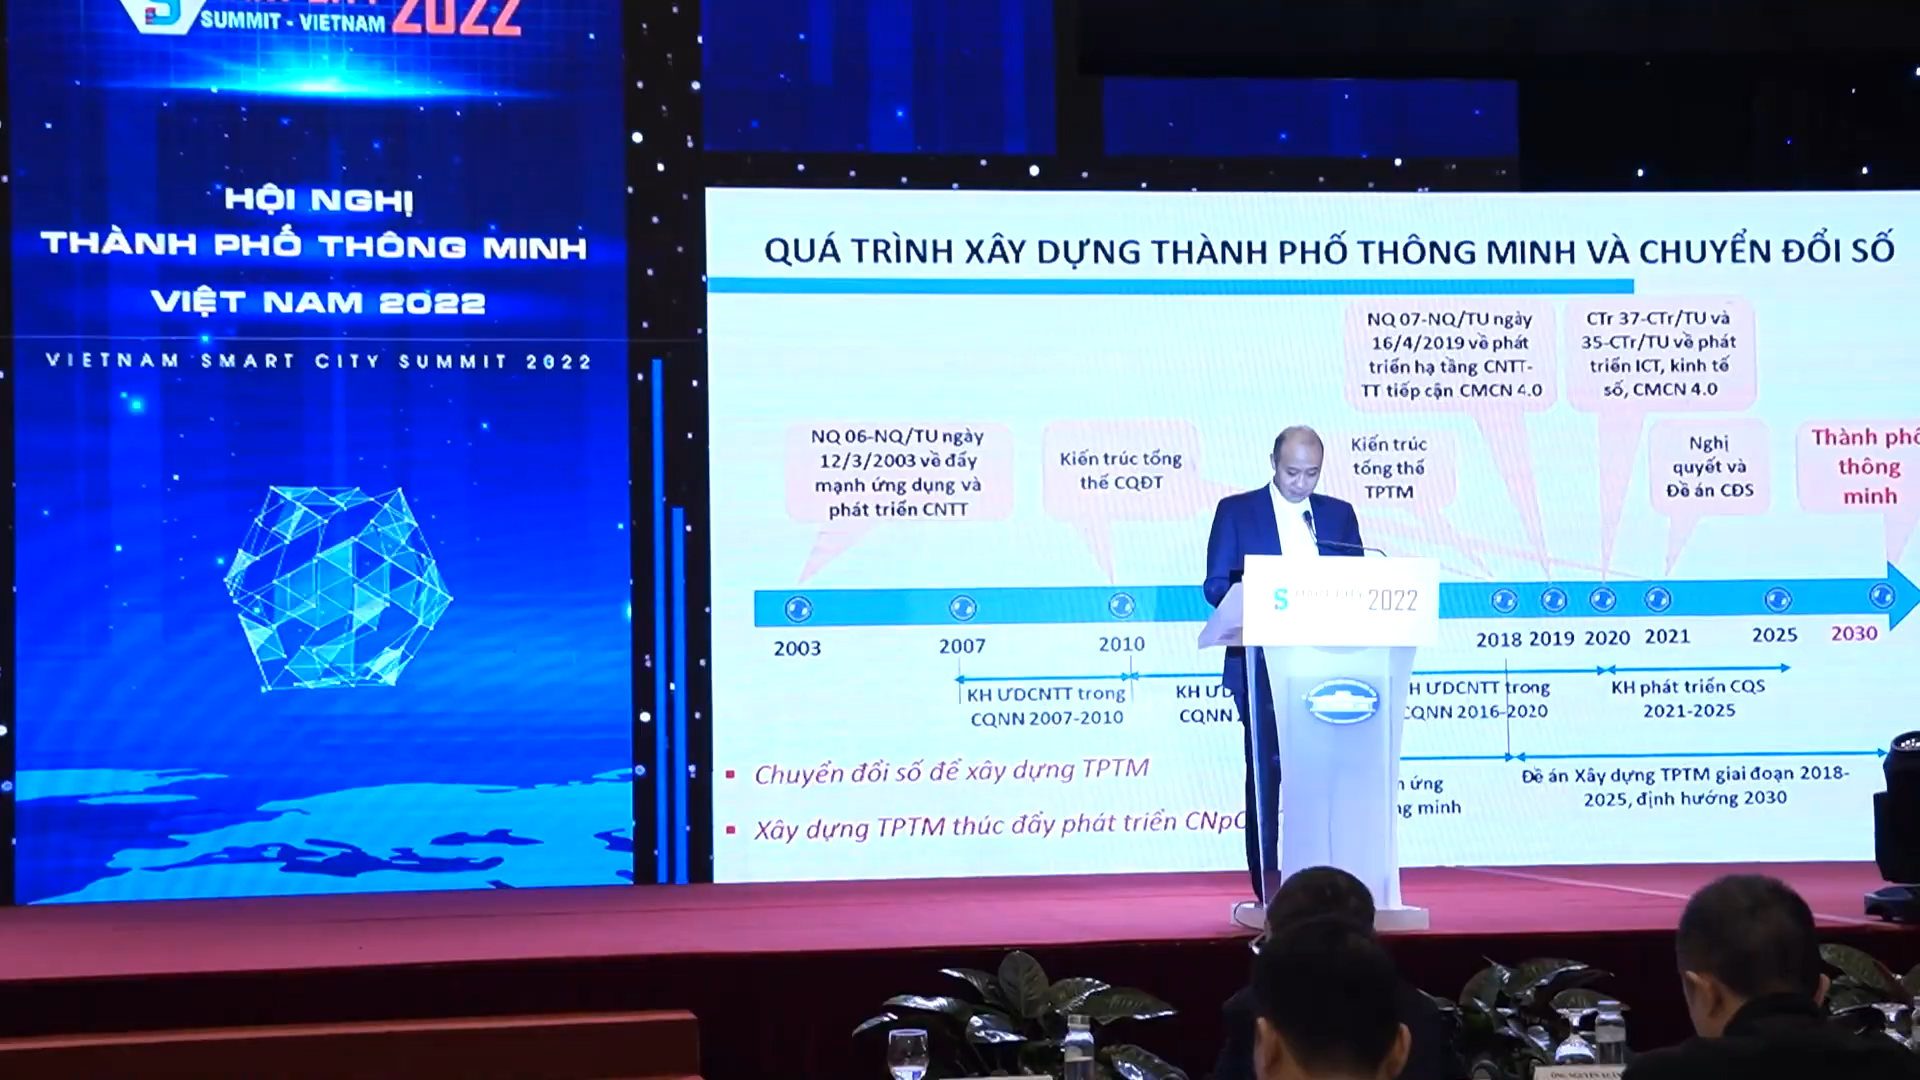 SUMMIT - VIETNAM 2022
HỘI NGHỊ
THÀNH PHỐ THÔNG MINH
VIỆT NAM 2022
VIETNAM SMART CITY SUMMIT 2022
QUÁ TRÌNH XÂY DỰNG THÀNH PHỐ THÔNG MINH VÀ CHUYỂN ĐỔI SỐ
NQ 07-NQ/TU ngày
16/4/2019 về phát
triển hạ tầng CNTT-
TT tiếp cận CMCN 4.0
CTr 37-CTr/TU và
35-CTr/TU về phát
triển ICT, kinh tế
số, CMCN 4.0
NQ 06-NQ/TU ngày
12/3/2003 về đẩy
mạnh ứng dụng và
phát triển CNTT
Kiến trúc tổng
thể CQĐT
Kiến trúc
tổng thể
TPTM
Nghị
quyết và
Đề án CĐS
Thành phố
thông
minh
2003
2007
2010
2018 2019 2020 2021
2025
2030
KH ƯDCNTT trong
CQNN 2007-2010
KH
CQNN
ƯDCNTT trong
CQNN 2016-2020
KH phát triển CQS
2021-2025
ứng
minh
Đề án Xây dựng TPTM giai đoạn 2018-
2025, định hướng 2030
Chuyển đổi số để xây dựng TPTM
Xây dựng TPTM thúc đẩy phát triển
2022